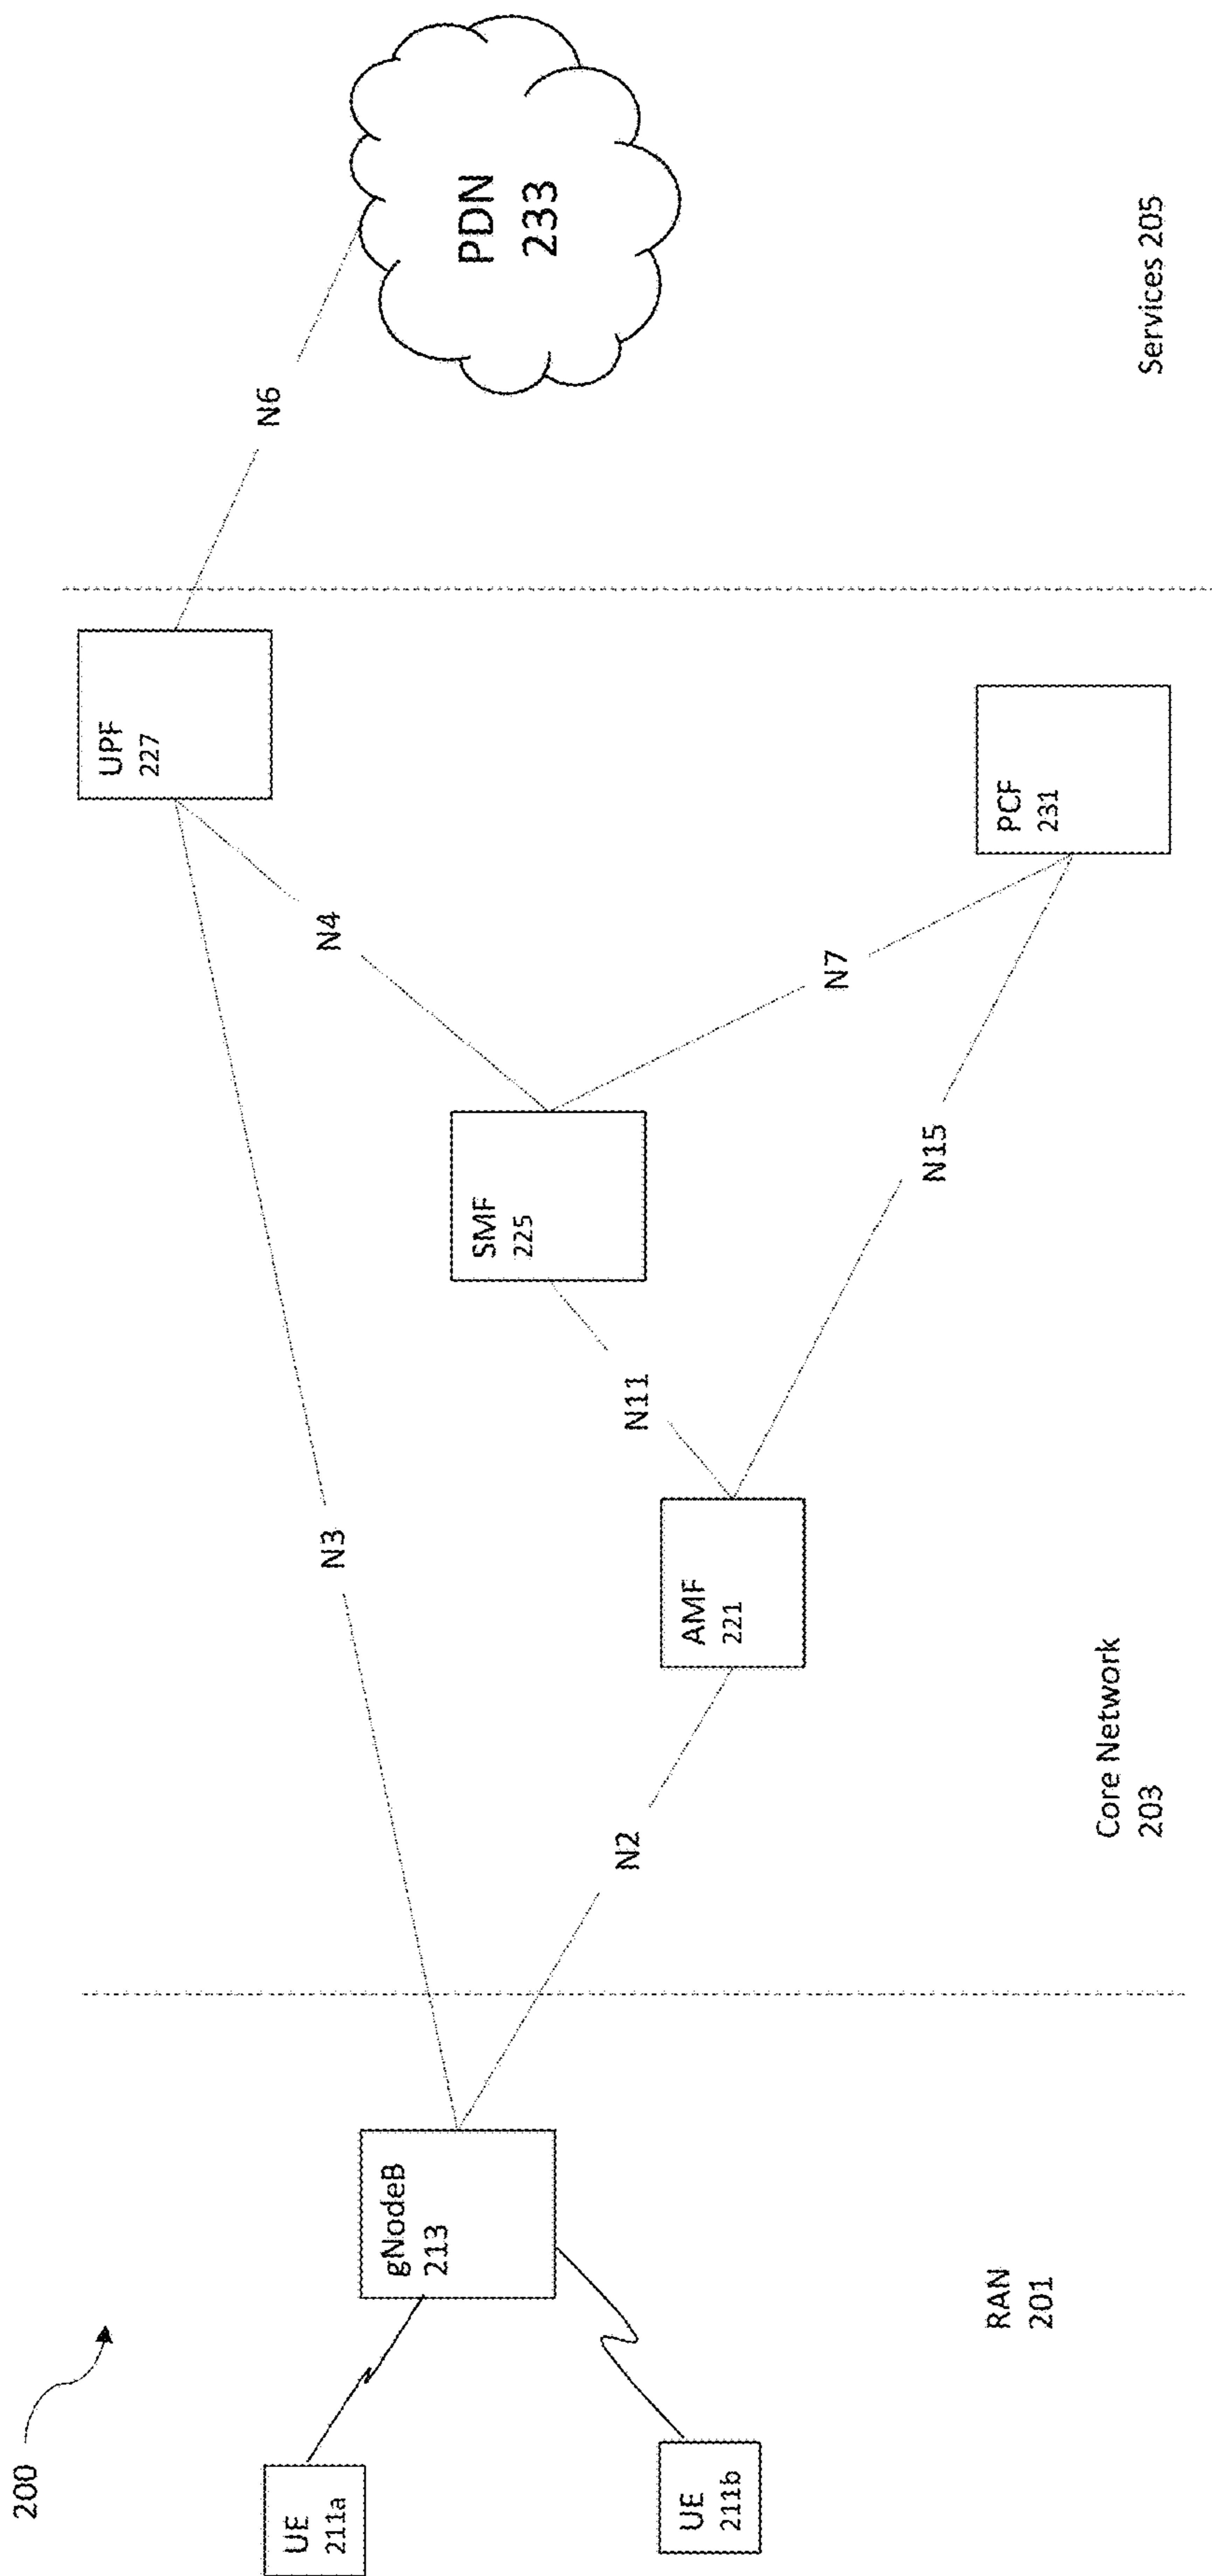 200
UE
211a
UE
211b
gNodeB
213
RAN
201
N3
N2
AMF
221
N11
SMF
225
N4
N15
N7
UPF
227
PCF
231
Core Network
203
N6
PDN
233
Services 205